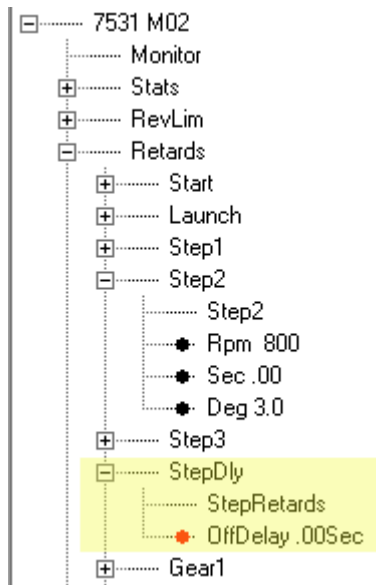 7531 M02
Monitor
Stats
RevLim
Retards
Start
Launch
Step1
Step2
Step2
Rpm 800
Sec .00
Deg 3.0
Step3
StepDly
StepRetards
OffDelay .00Sec
Gear1